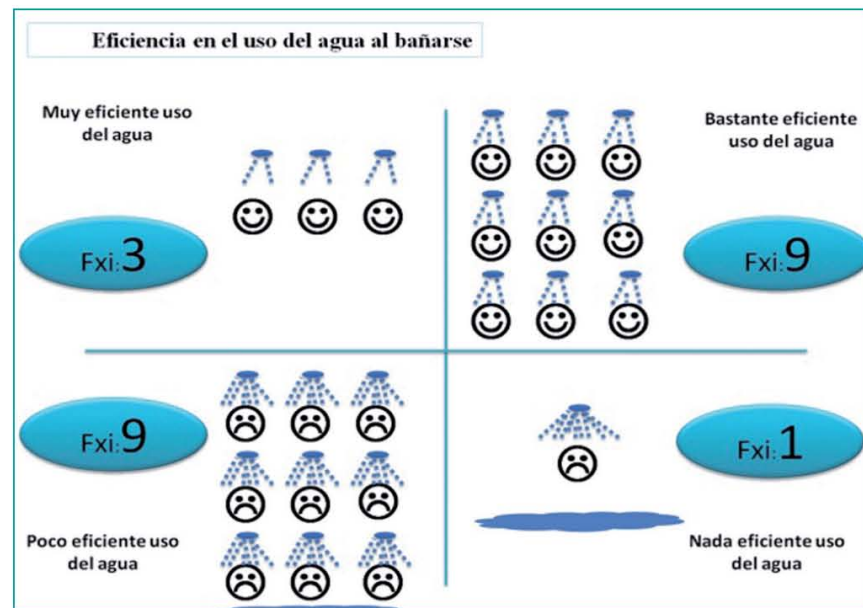 Eficiencia en el uso del agua al bañarse
Muy eficiente uso
del agua
Fxi:3
Bastante eficiente
uso del agua
Fxi:9
Fxi:9
Poco eficiente uso
del agua
Fxi:1
Nada eficiente uso
del agua